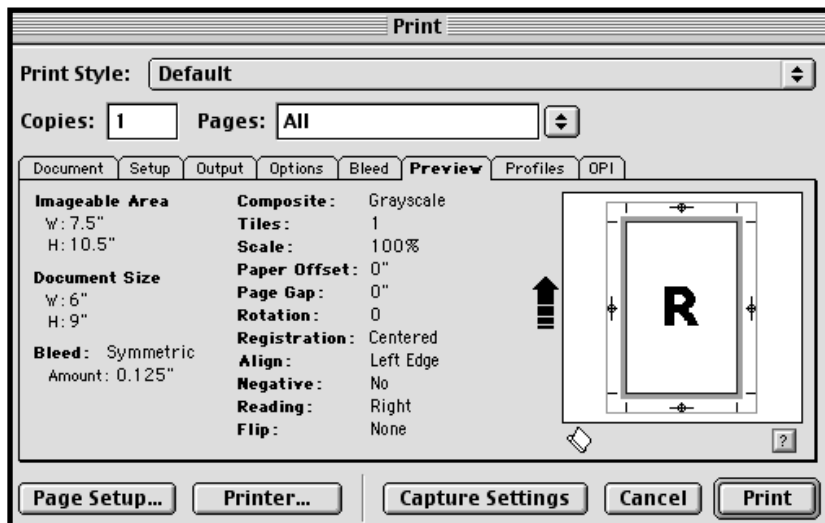 Print
Print Style: Default
Copies: 1 Pages: All
Document Setup Output Options Bleed Preview Profiles OPI
Imageable Area
W: 7.5"
H: 10.5"
Document Size
W: 6"
H: 9"
Bleed: Symmetric
Amount: 0.125"
Composite: Grayscale
Tiles: 1
Scale: 100%
Paper Offset: 0"
Page Gap: 0"
Rotation: 0
Registration: Centered
Align: Left Edge
Negative: No
Reading: Right
Flip: None
R
?
Page Setup... Printer... Capture Settings Cancel Print